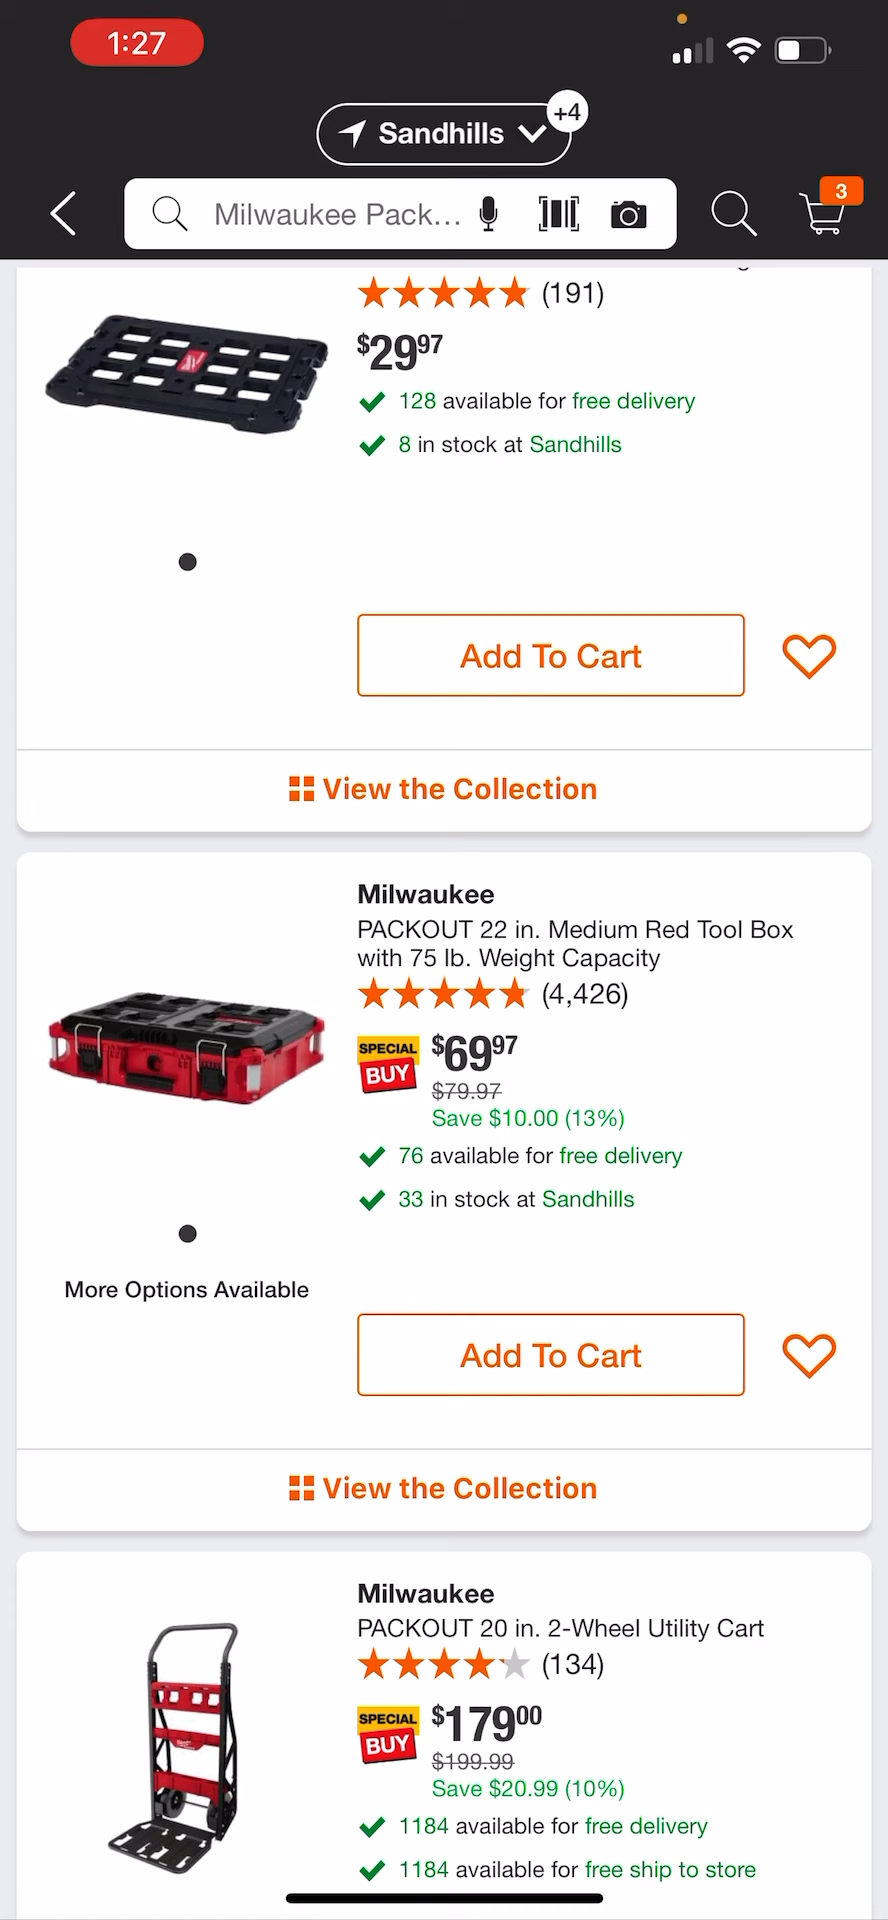 1:27
Sandhills
+4
Milwaukee Pack...
3
(191)
$29 97
128 available for free delivery
8 in stock at Sandhills
Add To Cart
View the Collection
Milwaukee
PACKOUT 22 in. Medium Red Tool Box
with 75 lb. Weight Capacity
(4,426)
SPECIAL
BUY
$69 97
$79.97
Save $10.00 (13%)
76 available for free delivery
33 in stock at Sandhills
More Options Available
Add To Cart
View the Collection
Milwaukee
PACKOUT 20 in. 2-Wheel Utility Cart
(134)
SPECIAL
BUY
$179 00
$199.99
Save $20.99 (10%)
1184 available for free delivery
1184 available for free ship to store